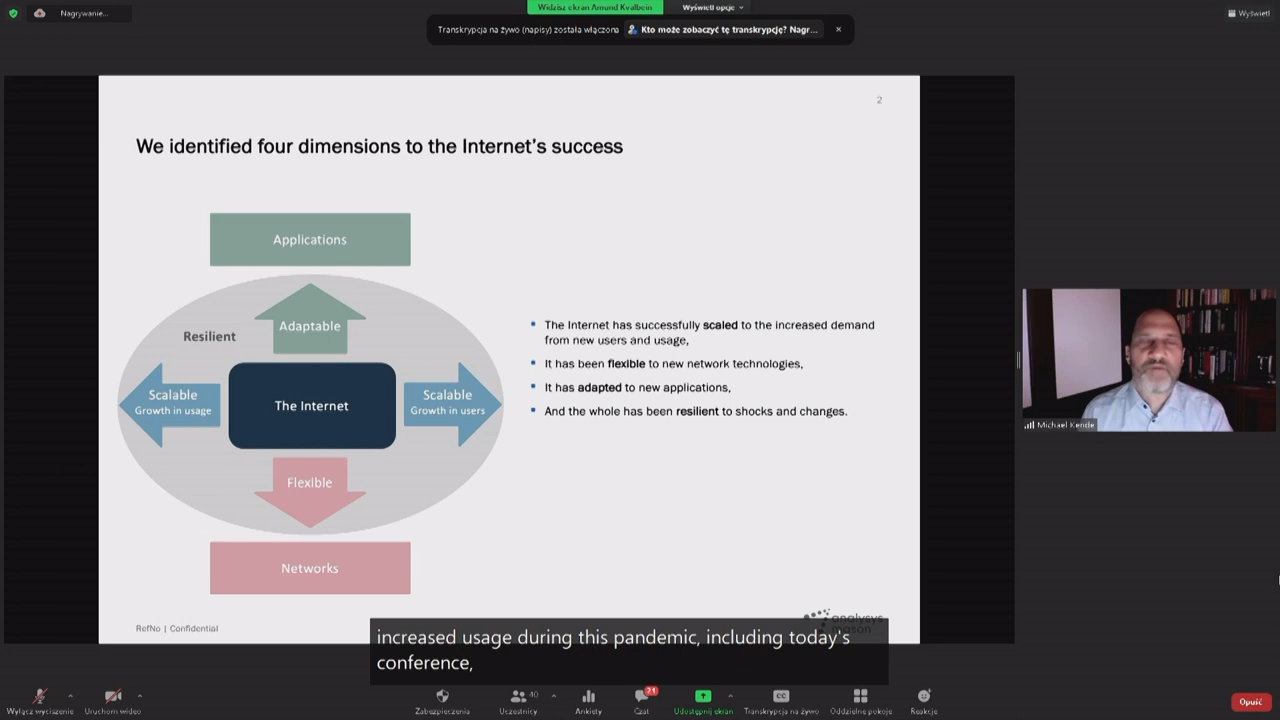 Nagrywanie...
Widzisz ekran Amund Kvalbein
Wyświetl opcje
Wyświetl
Transkrypcja na żywo (napisy) została włączona
Kto może zobaczyć tę transkrypcję? Nagr...
2
We identified four dimensions to the Internet's success
Applications
Adaptable
Resilient
Scalable
Growth in usage
The Internet
Scalable
Growth in users
Flexible
Networks
The Internet has successfully scaled to the increased demand
from new users and usage,
It has been flexible to new network technologies,
It has adapted to new applications,
And the whole has been resilient to shocks and changes.
Michael Kende
RefNo | Confidential
analysys
mason
increased usage during this pandemic, including today's
conference,
Wyłącz wyciszenie
Uruchom wideo
Zabezpieczenia
40
Uczestnicy
Ankiety
21
Czat
Udostępnij ekran
CC
Transkrypcja na żywo
Oddzielne pokoje
Reakcje
Opuść